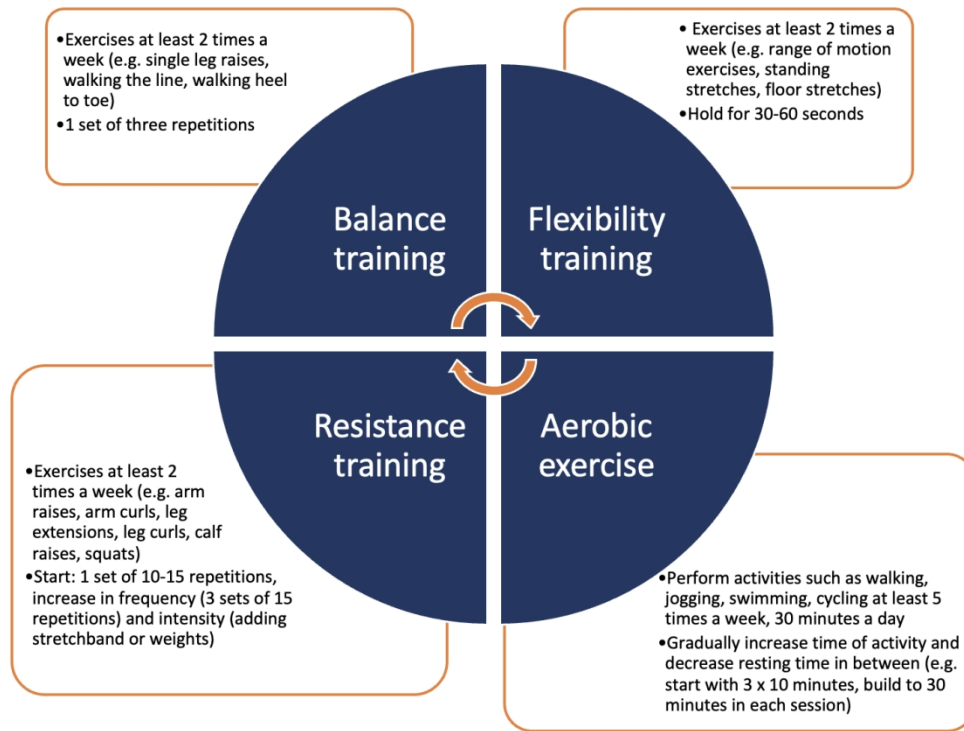 •Exercises at least 2 times a
week (e.g. single leg raises,
walking the line, walking heel
to toe)
•1 set of three repetitions
• Exercises at least 2 times a
week (e.g. range of motion
exercises, standing
stretches, floor stretches)
•Hold for 30-60 seconds
Balance
training
Flexibility
training
Resistance
training
Aerobic
exercise
•Exercises at least 2
times a week (e.g. arm
raises, arm curls, leg
extensions, leg curls, calf
raises, squats)
•Start: 1 set of 10-15 repetitions,
increase in frequency (3 sets of 15
repetitions) and intensity (adding
stretchband or weights)
•Perform activities such as walking,
jogging, swimming, cycling at least 5
times a week, 30 minutes a day
•Gradually increase time of activity and
decrease resting time in between (e.g.
start with 3 x 10 minutes, build to 30
minutes in each session)